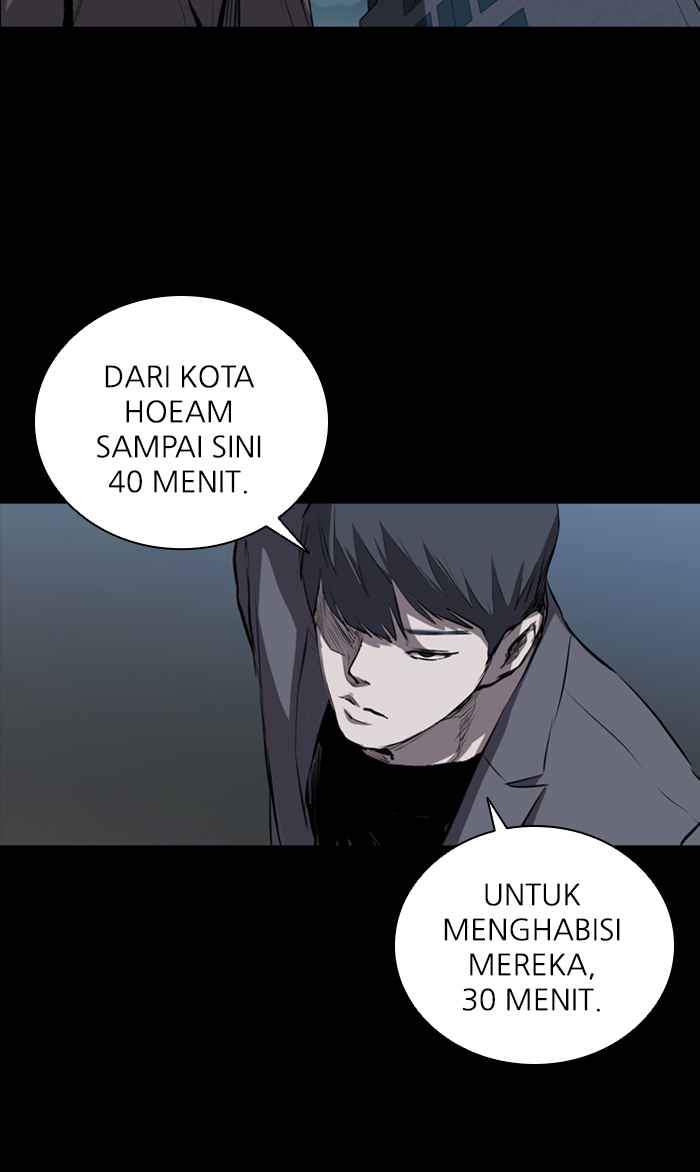 DARI KOTA
HOEAM
SAMPAI SINI
40 MENIT.
UNTUK
MENGHABISI
MEREKA,
30 MENIT.